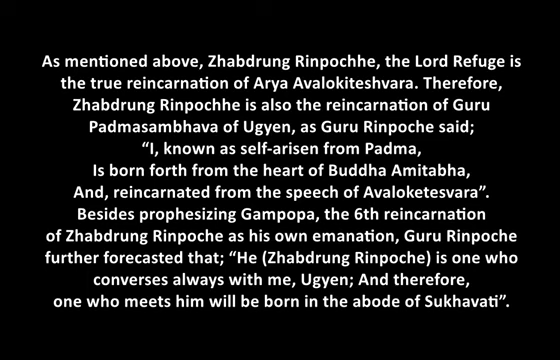 As mentioned above, Zhabdrung Rinpochhe, the Lord Refuge is
the true reincarnation of Arya Avalokiteshvara. Therefore,
Zhabdrung Rinpochhe is also the reincarnation of Guru
Padmasambhava of Ugyen, as Guru Rinpoche said;
“I, known as self-arisen from Padma,
Is born forth from the heart of Buddha Amitabha,
And, reincarnated from the speech of Avaloketesvara”.
Besides prophesizing Gampopa, the 6th reincarnation
of Zhabdrung Rinpoche as his own emanation, Guru Rinpoche
further forecasted that; “He (Zhabdrung Rinpoche) is one who
converses always with me, Ugyen; And therefore,
one who meets him will be born in the abode of Sukhavati”.